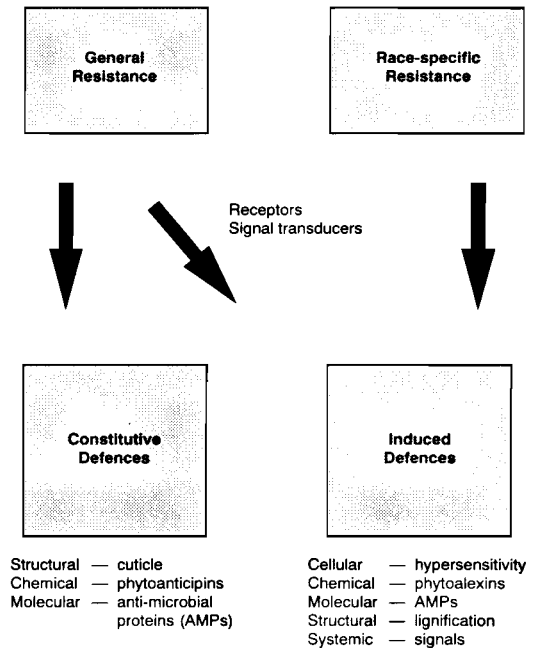 General
Resistance
Race-specific
Resistance
Receptors
Signal transducers
Constitutive
Defences
Induced
Defences
Structural — cuticle
Chemical — phytoanticipins
Molecular — anti-microbial
proteins (AMPs)
Cellular — hypersensitivity
Chemical — phytoalexins
Molecular — AMPs
Structural — lignification
Systemic — signals